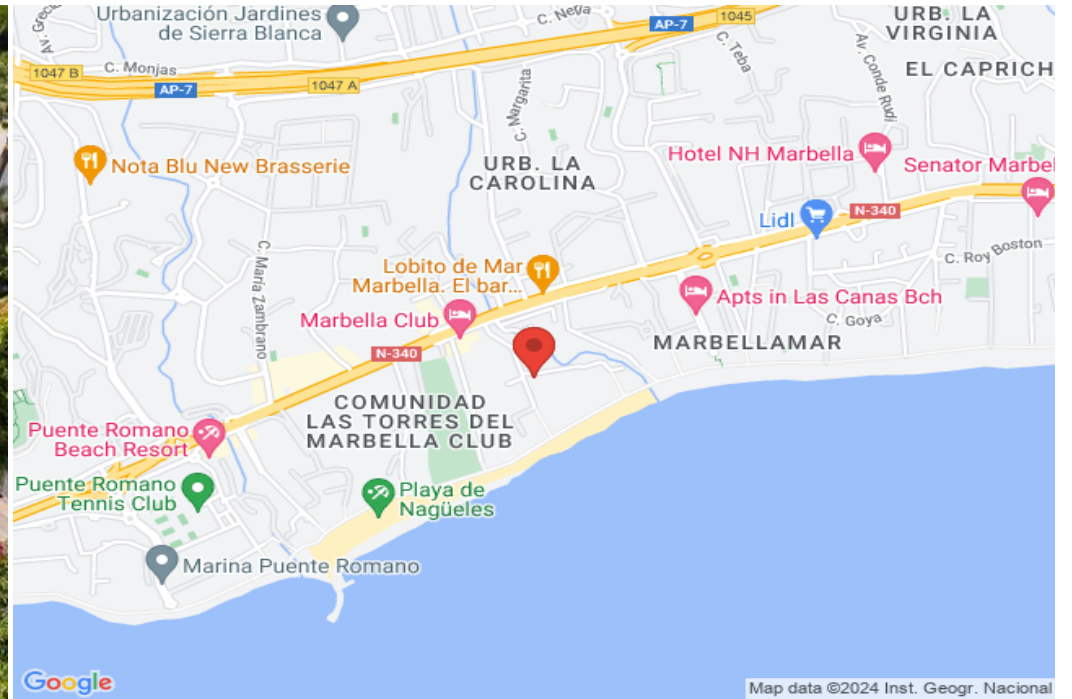 Urbanización Jardines
de Sierra Blanca
C. Neva
AP-7
1045
URB. LA
VIRGINIA
Av. Grec
1047 B
C. Monjas
AP-7
1047 A
C. Teba
Av. Conde Rudi
EL CAPRICH
C. Margarita
Nota Blu New Brasserie
URB. LA
CAROLINA
Hotel NH Marbella
Senator Marbel
Lidl
N-340
C. María Zambrano
C. Roy Boston
Lobito de Mar
Marbella. El bar...
Apts in Las Canas Bch
Marbella Club
C. Goya
N-340
MARBELLAMAR
COMUNIDAD
LAS TORRES DEL
MARBELLA CLUB
Puente Romano
Beach Resort
Puente Romano
Tennis Club
Playa de
Nagüeles
Marina Puente Romano
Google
Map data ©2024 Inst. Geogr. Nacional